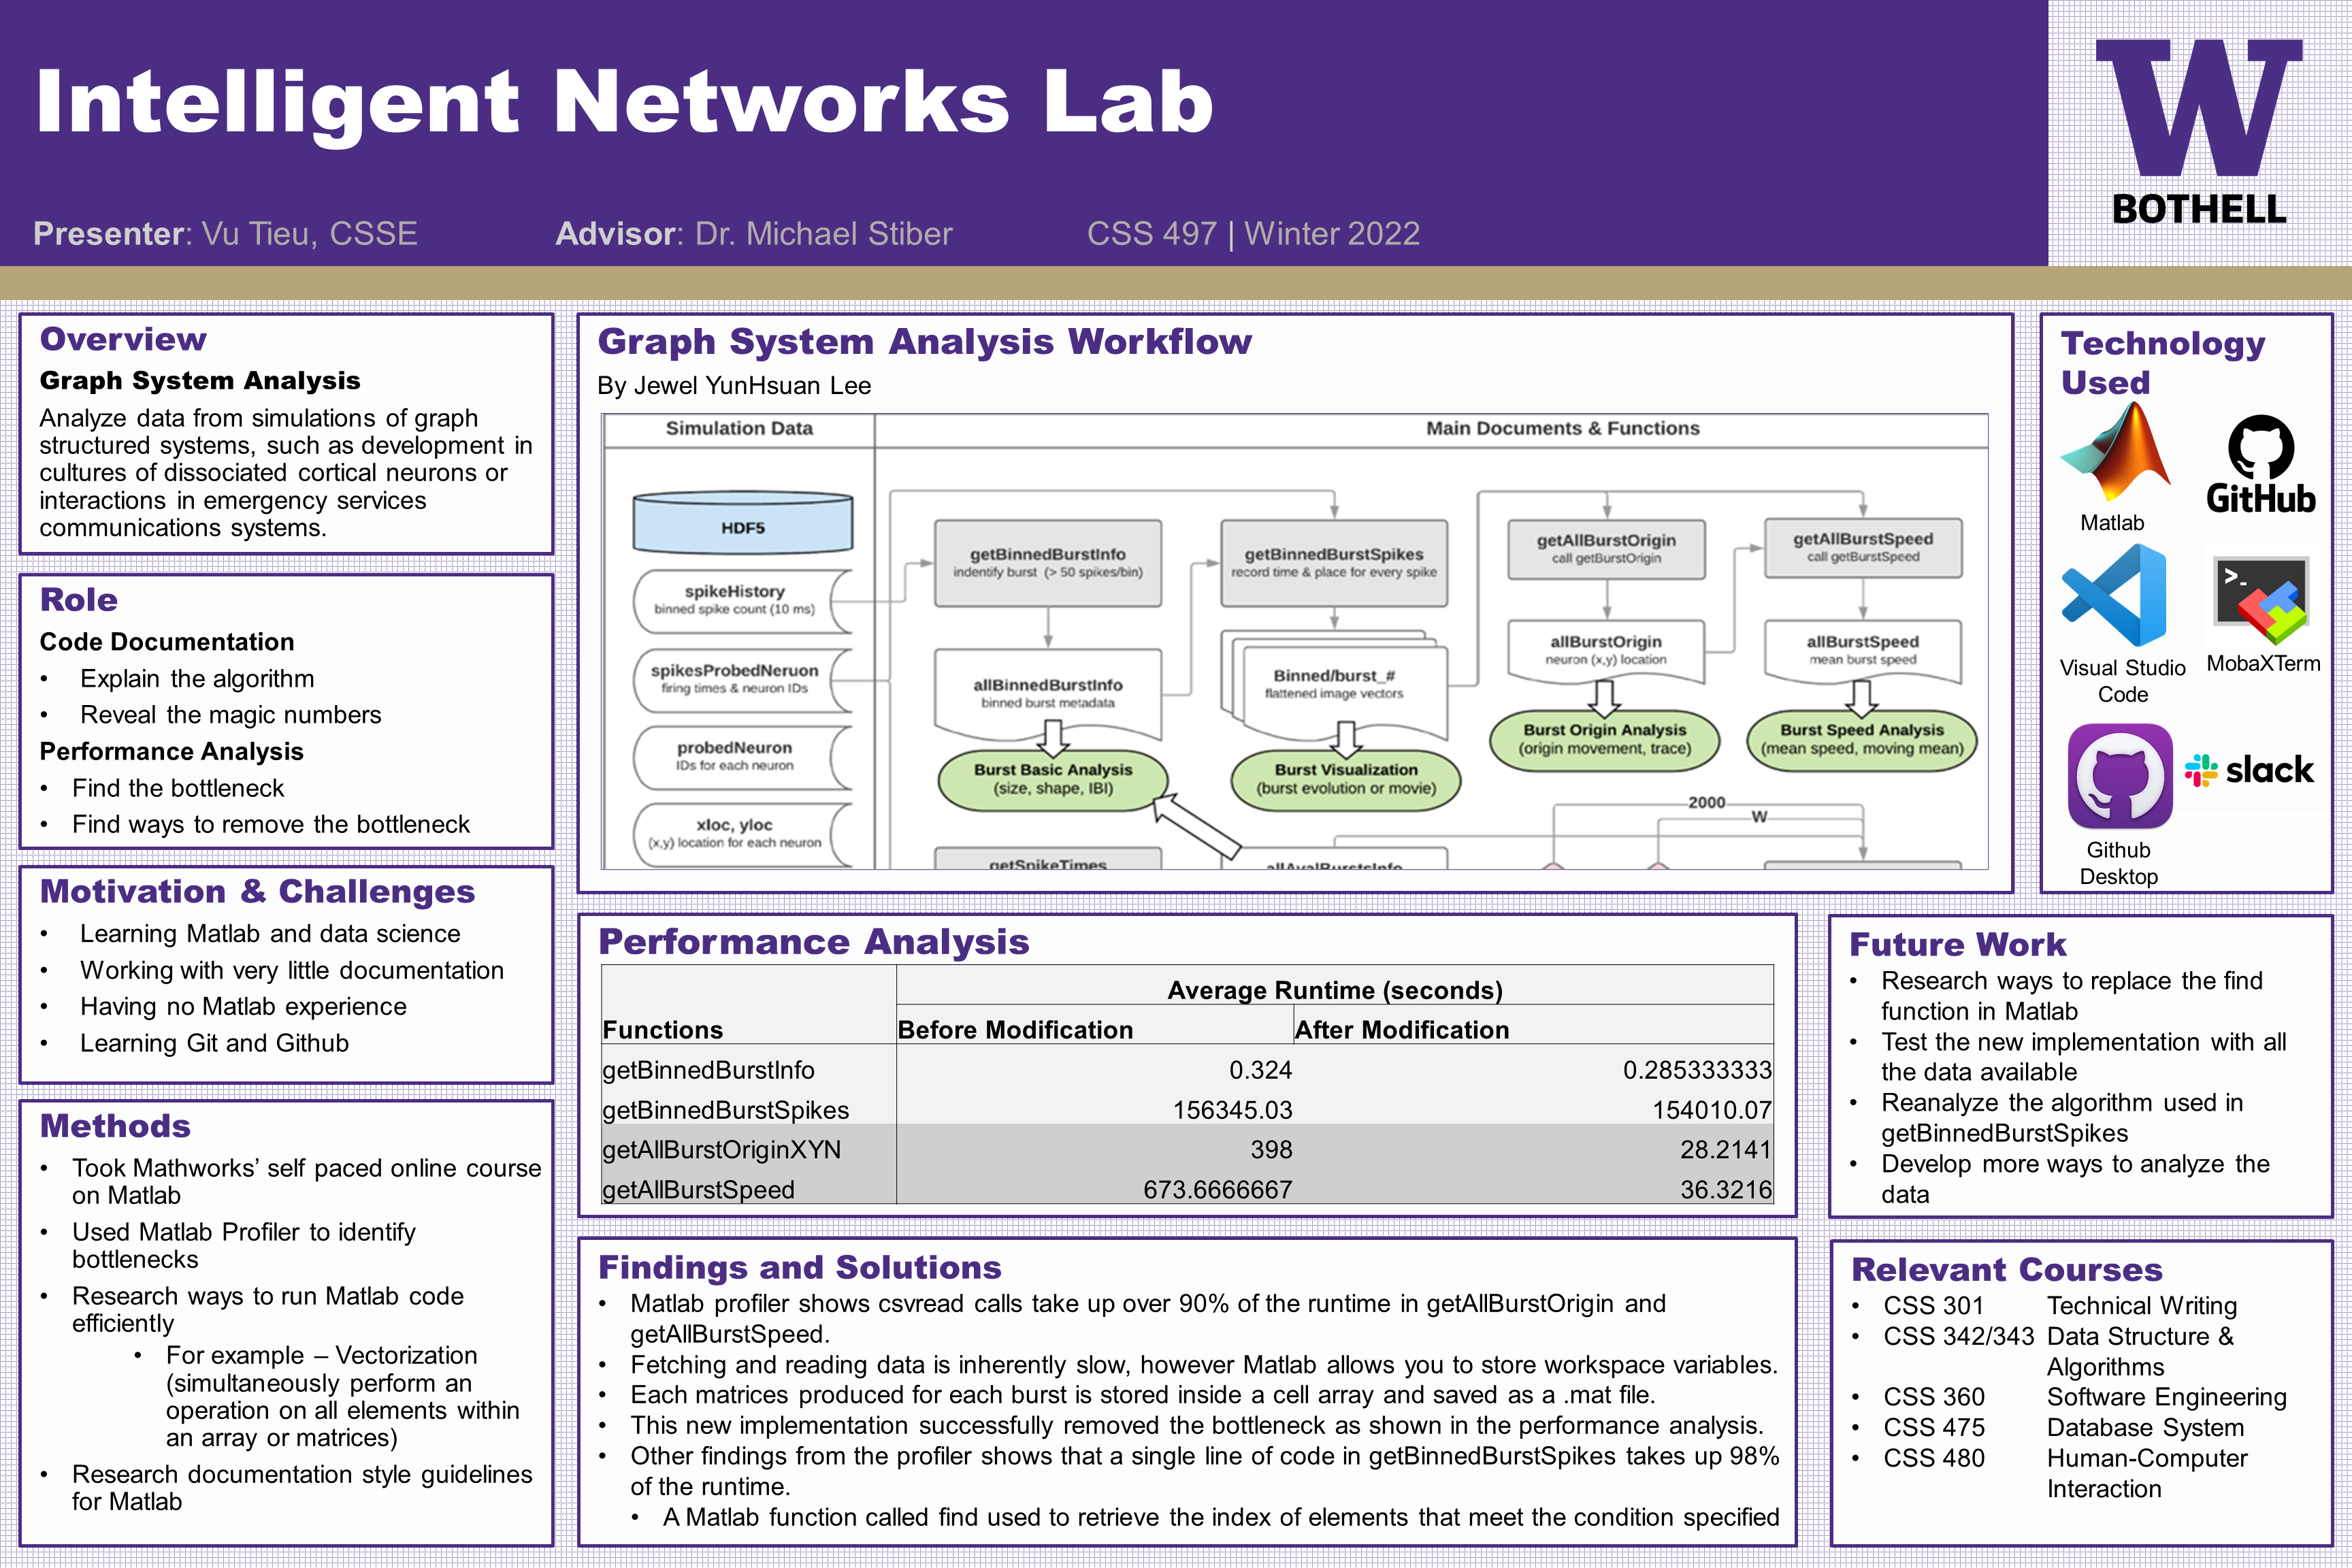 Intelligent Networks Lab
W
BOTHELL
Presenter: Vu Tieu, CSSE Advisor: Dr. Michael Stiber CSS 497 | Winter 2022
Overview
Graph System Analysis
Analyze data from simulations of graph
structured systems, such as development in
cultures of dissociated cortical neurons or
interactions in emergency services
communications systems.
Role
Code Documentation
• Explain the algorithm
• Reveal the magic numbers
Performance Analysis
• Find the bottleneck
• Find ways to remove the bottleneck
Motivation & Challenges
• Learning Matlab and data science
• Working with very little documentation
• Having no Matlab experience
• Learning Git and Github
Methods
• Took Mathworks’ self paced online course
on Matlab
• Used Matlab Profiler to identify
bottlenecks
• Research ways to run Matlab code
efficiently
• For example – Vectorization
(simultaneously perform an
operation on all elements within
an array or matrices)
• Research documentation style guidelines
for Matlab
Graph System Analysis Workflow
By Jewel YunHsuan Lee
Simulation Data
Main Documents & Functions
HDF5
spikeHistory
binned spike count (10 ms)
spikesProbedNeruon
firing times & neuron IDs
probedNeuron
IDs for each neuron
xloc, yloc
(x,y) location for each neuron
getBinnedBurstInfo
indentify burst (> 50 spikes/bin)
allBinnedBurstInfo
binned burst metadata
Burst Basic Analysis
(size, shape, IBI)
getSpikeTimes
getBinnedBurstSpikes
record time & place for every spike
Binned/burst_#
flattened image vectors
Burst Visualization
(burst evolution or movie)
allAvalBurstsInfo
getAllBurstOrigin
call getBurstOrigin
allBurstOrigin
neuron (x,y) location
Burst Origin Analysis
(origin movement, trace)
getAllBurstSpeed
call getBurstSpeed
allBurstSpeed
mean burst speed
Burst Speed Analysis
(mean speed, moving mean)
2000
W
Technology
Used
Matlab
GitHub
Visual Studio
Code
>_
MobaXTerm
Github
Desktop
slack
Performance Analysis
Average Runtime (seconds)
Functions Before Modification After Modification
getBinnedBurstInfo 0.324 0.285333333
getBinnedBurstSpikes 156345.03 154010.07
getAllBurstOriginXYN 398 28.2141
getAllBurstSpeed 673.6666667 36.3216
Findings and Solutions
• Matlab profiler shows csvread calls take up over 90% of the runtime in getAllBurstOrigin and
getAllBurstSpeed.
• Fetching and reading data is inherently slow, however Matlab allows you to store workspace variables.
• Each matrices produced for each burst is stored inside a cell array and saved as a .mat file.
• This new implementation successfully removed the bottleneck as shown in the performance analysis.
• Other findings from the profiler shows that a single line of code in getBinnedBurstSpikes takes up 98%
of the runtime.
• A Matlab function called find used to retrieve the index of elements that meet the condition specified
Future Work
• Research ways to replace the find
function in Matlab
• Test the new implementation with all
the data available
• Reanalyze the algorithm used in
getBinnedBurstSpikes
• Develop more ways to analyze the
data
Relevant Courses
• CSS 301 Technical Writing
• CSS 342/343 Data Structure &
Algorithms
• CSS 360 Software Engineering
• CSS 475 Database System
• CSS 480 Human-Computer
Interaction